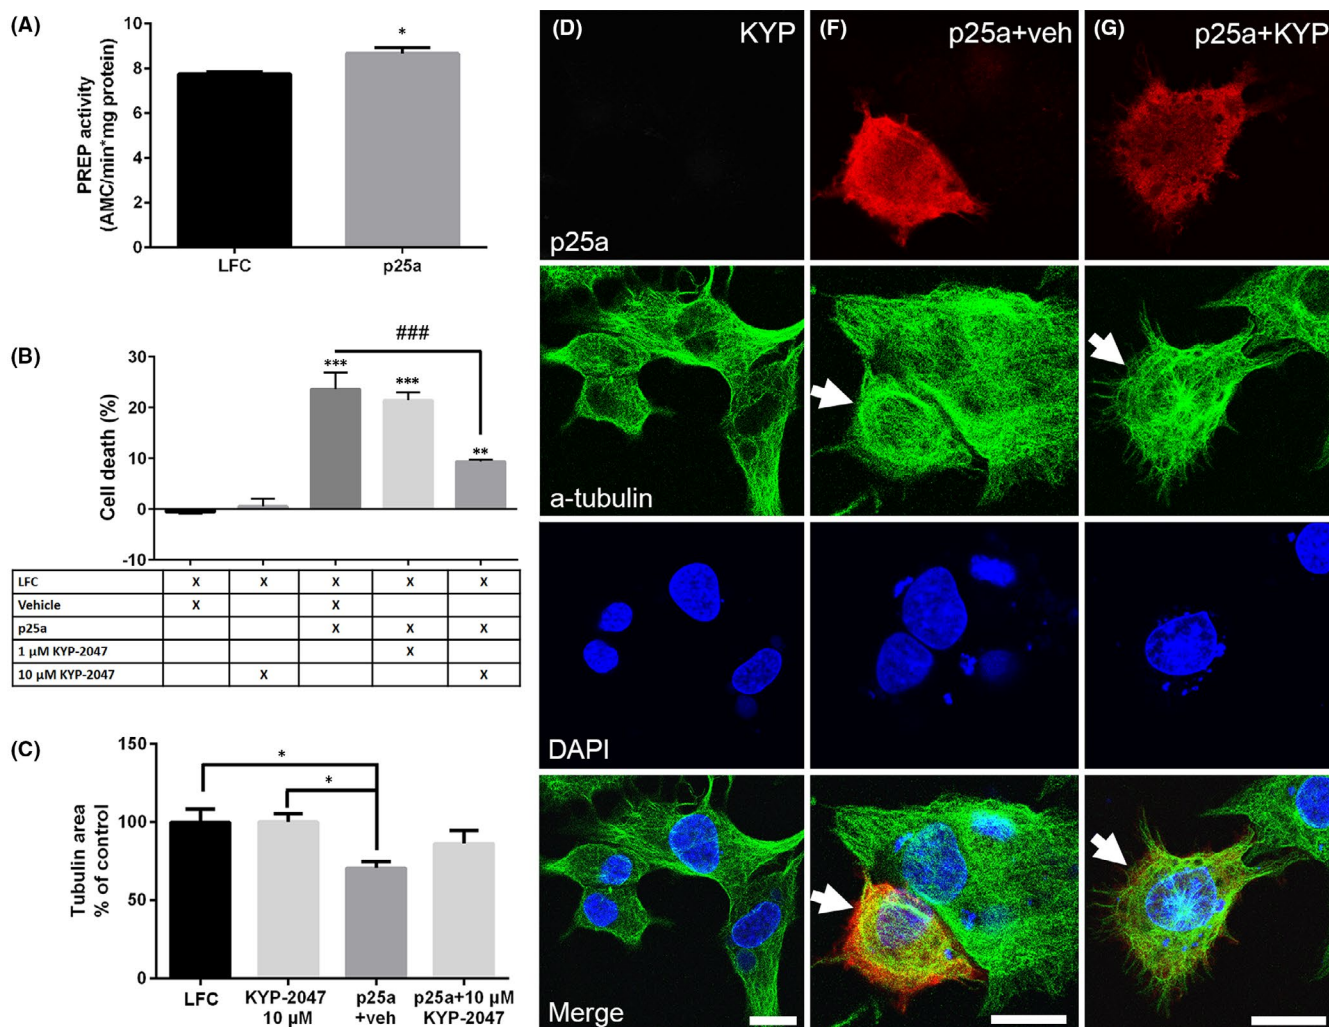 (A)
10
8
6
4
2
0
PREP activity
(AMC/min*mg protein)
*
LFC
p25a
(B)
###
30
20
10
0
-10
Cell death (%)
***
***
**
LFC X X X X X
Vehicle X X
p25a X X X
1 µM KYP-2047 X
10 µM KYP-2047 X X
(C)
150
100
50
0
Tubulin area
% of control
*
*
LFC
KYP-2047
10 µM
p25a
+veh
p25a+10 µM
KYP-2047
(D) KYP
(F) p25a+veh
(G) p25a+KYP
p25a
a-tubulin
DAPI
Merge